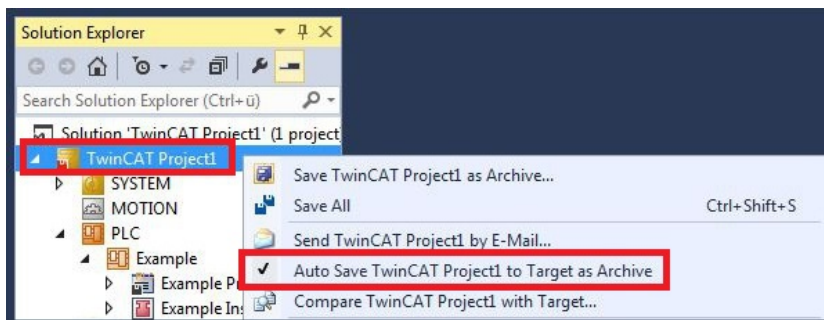 Solution Explorer
Search Solution Explorer (Ctrl+ü)
Solution 'TwinCAT Project1' (1 project
TwinCAT Project1
SYSTEM
MOTION
PLC
Example
Example
Example
Save TwinCAT Project1 as Archive...
Save All Ctrl+Shift+S
Send TwinCAT Project1 by E-Mail...
Auto Save TwinCAT Project1 to Target as Archive
Compare TwinCAT Project1 with Target...